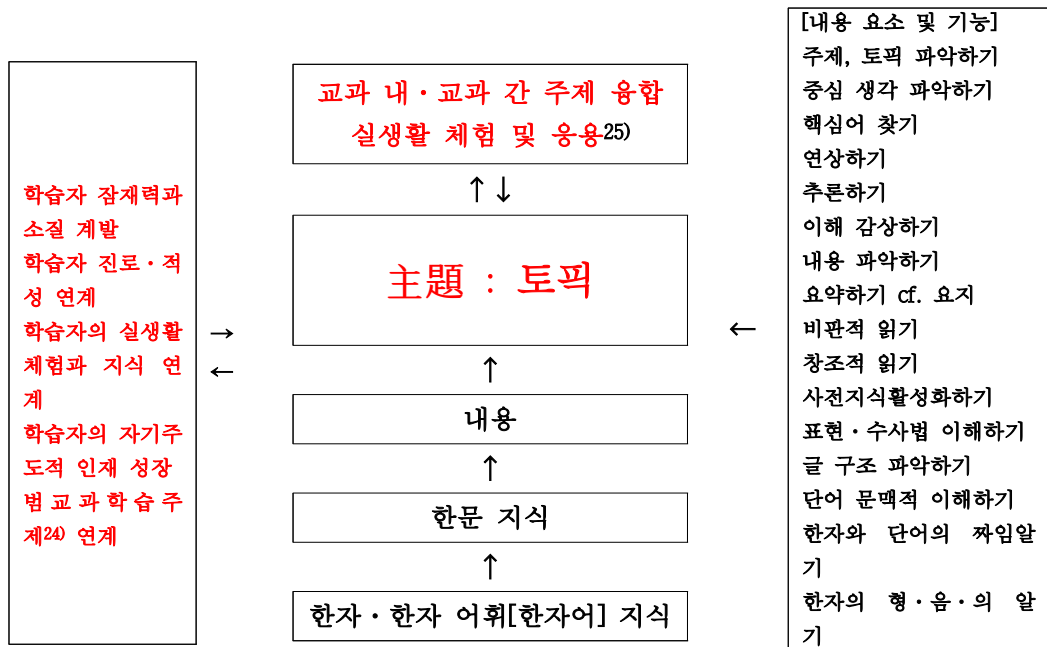 학습자 잠재력과
소질 계발
학습자 진로·적
성 연계
학습자의 실생활
체험과 지식 연
계
학습자의 자기주
도적 인재 성장
범교과학습주
제24) 연계
→
←
교과 내·교과 간 주제 융합
실생활 체험 및 응용25)
↑↓
主題 : 토픽
↑
내용
↑
한문 지식
↑
한자·한자 어휘[한자어] 지식
←
[내용 요소 및 기능]
주제, 토픽 파악하기
중심 생각 파악하기
핵심어 찾기
연상하기
추론하기
이해 감상하기
내용 파악하기
요약하기 cf. 요지
비판적 읽기
창조적 읽기
사전지식활성화하기
표현·수사법 이해하기
글 구조 파악하기
단어 문맥적 이해하기
한자와 단어의 짜임알
기
한자의 형·음·의 알
기